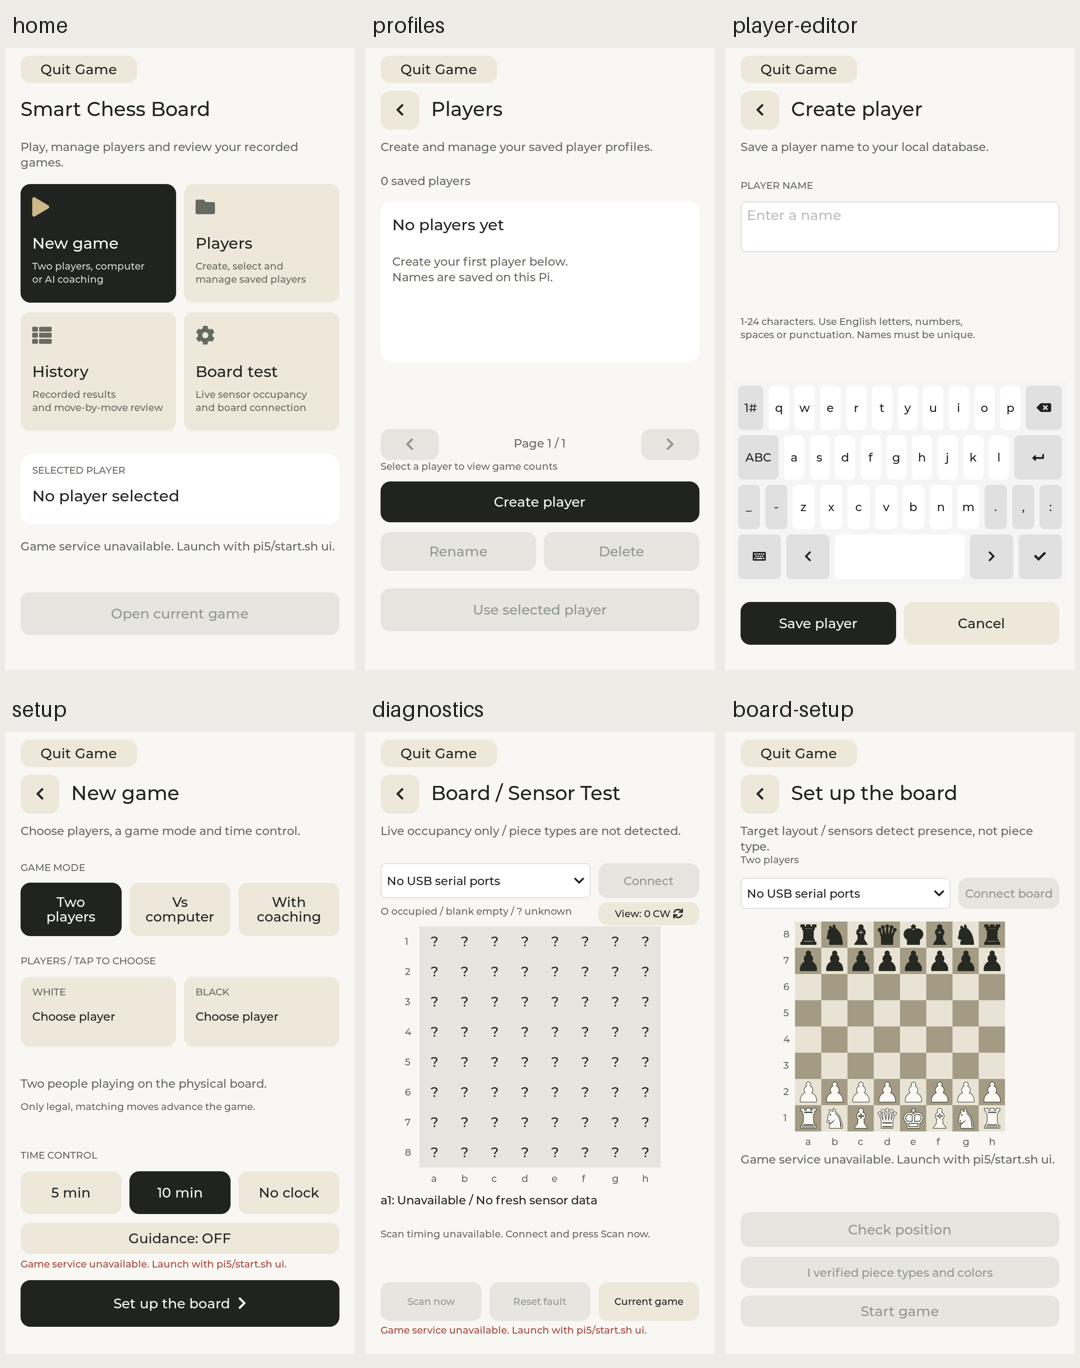 home
Quit Game
Smart Chess Board
Play, manage players and review your recorded
games.
New game
Two players, computer
or AI coaching
Players
Create, select and
manage saved players
History
Recorded results
and move-by-move review
Board test
Live sensor occupancy
and board connection
SELECTED PLAYER
No player selected
Game service unavailable. Launch with pi5/start.sh ui.
Open current game
profiles
Quit Game
Players
Create and manage your saved player profiles.
0 saved players
No players yet
Create your first player below.
Names are saved on this Pi.
Page 1 / 1
Select a player to view game counts
Create player
Rename
Delete
Use selected player
player-editor
Quit Game
Create player
Save a player name to your local database.
PLAYER NAME
Enter a name
1-24 characters. Use English letters, numbers,
spaces or punctuation. Names must be unique.
1# q w e r t y u i o p
ABC a s d f g h j k l
_ - z x c v b n m . , :
Save player
Cancel
setup
Quit Game
New game
Choose players, a game mode and time control.
GAME MODE
Two
players
Vs
computer
With
coaching
PLAYERS / TAP TO CHOOSE
WHITE
Choose player
BLACK
Choose player
Two people playing on the physical board.
Only legal, matching moves advance the game.
TIME CONTROL
5 min
10 min
No clock
Guidance: OFF
Game service unavailable. Launch with pi5/start.sh ui.
Set up the board
diagnostics
Quit Game
Board / Sensor Test
Live occupancy only / piece types are not detected.
No USB serial ports
Connect
O occupied / blank empty / ? unknown
View: 0 CW
1 ? ? ? ? ? ? ? ?
2 ? ? ? ? ? ? ? ?
3 ? ? ? ? ? ? ? ?
4 ? ? ? ? ? ? ? ?
5 ? ? ? ? ? ? ? ?
6 ? ? ? ? ? ? ? ?
7 ? ? ? ? ? ? ? ?
8 ? ? ? ? ? ? ? ?
a b c d e f g h
a1: Unavailable / No fresh sensor data
Scan timing unavailable. Connect and press Scan now.
Scan now
Reset fault
Current game
Game service unavailable. Launch with pi5/start.sh ui.
board-setup
Quit Game
Set up the board
Target layout / sensors detect presence, not piece
type.
Two players
No USB serial ports
Connect board
8
7
6
5
4
3
2
1
a b c d e f g h
Game service unavailable. Launch with pi5/start.sh ui.
Check position
I verified piece types and colors
Start game